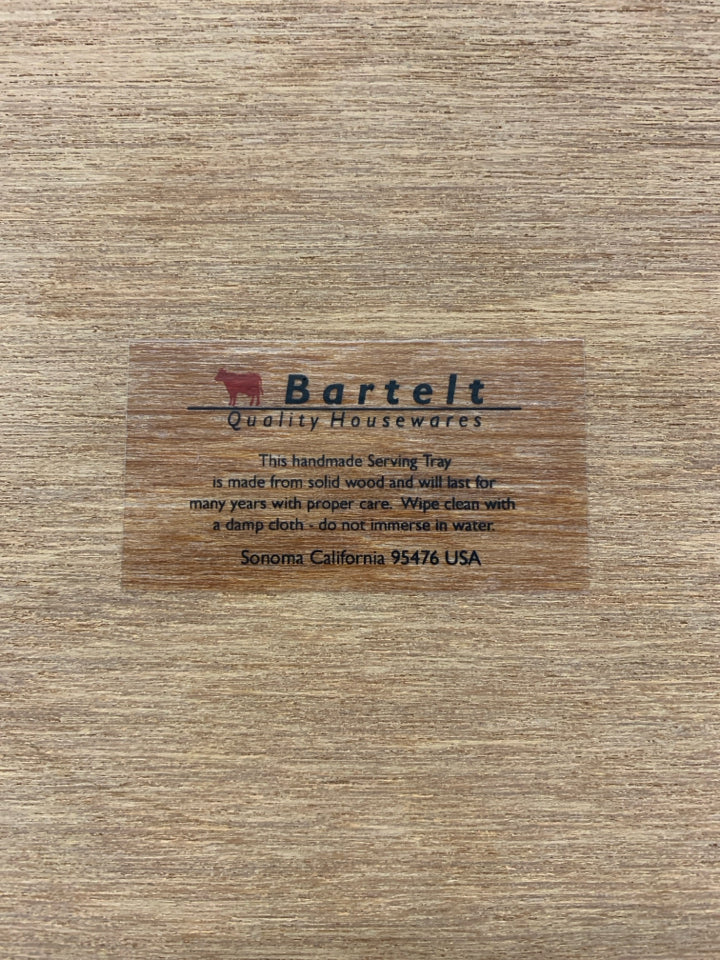 Bartelt
Quality Housewares
This handmade Serving Tray
is made from solid wood and will last for
many years with proper care. Wipe clean with
a damp cloth - do not immerse in water.
Sonoma California 95476 USA